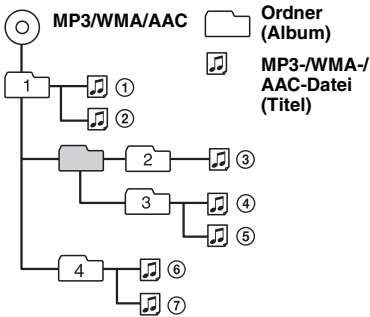 MP3/WMA/AAC
Ordner
(Album)
MP3-/WMA-/
AAC-Datei
(Titel)
1
①
②
2
③
3
④
⑤
4
⑥
⑦